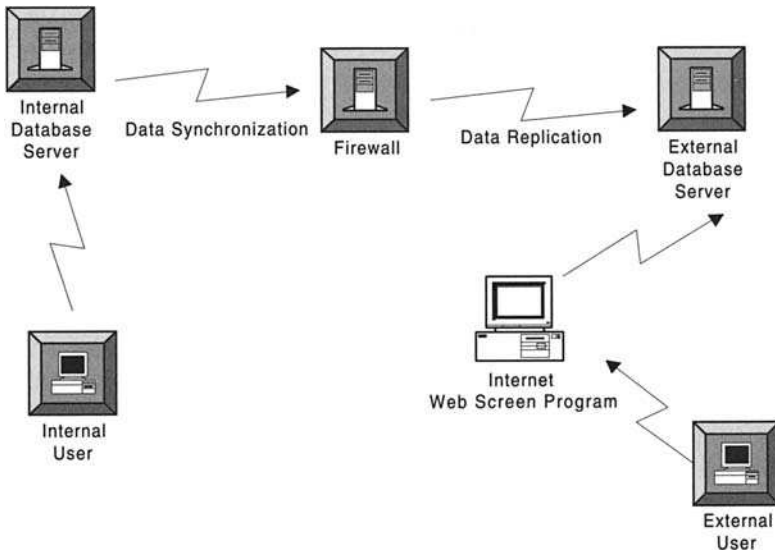 Internal
Database
Server
Data Synchronization
Firewall
Data Replication
External
Database
Server
Internal
User
Internet
Web Screen Program
External
User